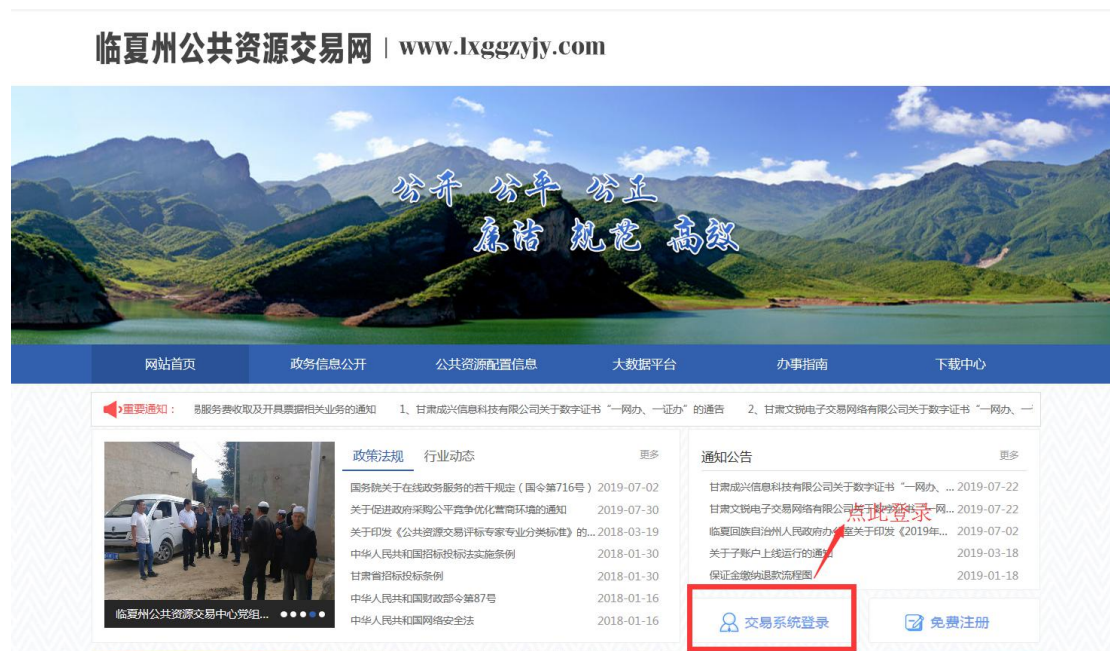 临夏州公共资源交易网 | www.lxggzyjy.com
公开 公平 公正
廉洁 规范 高效
网站首页 政务信息公开 公共资源配置信息 大数据平台 办事指南 下载中心
重要通知： 易服务费收取及开具票据相关业务的通知 1、甘肃成兴信息科技有限公司关于数字证书“一网办、一证办”的通告 2、甘肃文锐电子交易网络有限公司关于数字证书“一网办、一
政策法规 行业动态 更多
国务院关于在线政务服务的若干规定（国令第716号） 2019-07-02
关于促进政府采购公平竞争优化营商环境的通知 2019-07-30
关于印发《公共资源交易评标专家专业分类标准》的... 2018-03-19
中华人民共和国招标投标法实施条例 2018-01-30
甘肃省招标投标条例 2018-01-30
中华人民共和国财政部令第87号 2018-01-16
中华人民共和国网络安全法 2018-01-16
临夏州公共资源交易中心党组...
通知公告 更多
甘肃成兴信息科技有限公司关于数字证书“一网办、... 2019-07-22
甘肃文锐电子交易网络有限公司关于数字证书“一网... 2019-07-22
点此登录
临夏回族自治州人民政府办公室关于印发《2019年... 2019-07-02
关于子账户上线运行的通知 2019-03-18
保证金缴纳退款流程图 2019-01-18
交易系统登录 免费注册